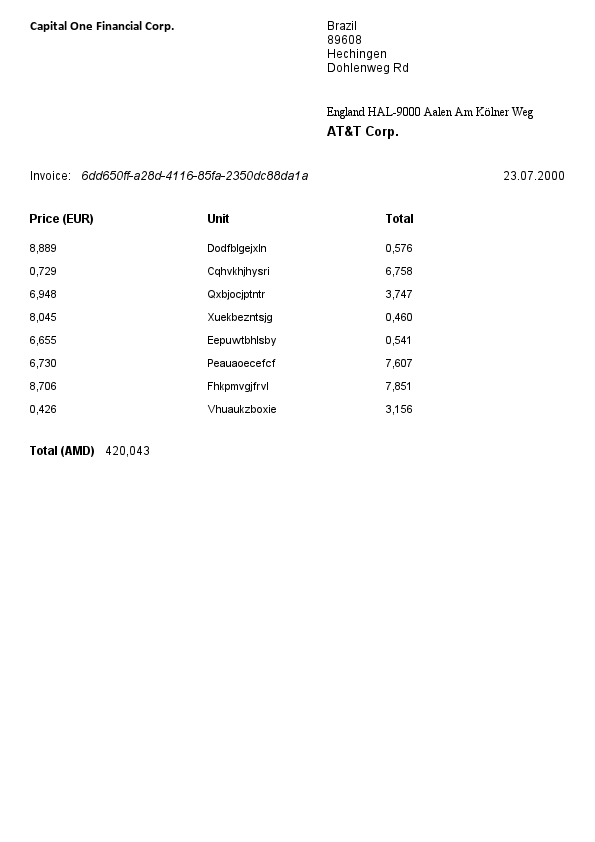 Capital One Financial Corp.
Brazil
89608
Hechingen
Dohlenweg Rd
England HAL-9000 Aalen Am Kölner Weg
AT&T Corp.
Invoice: 6dd650ff-a28d-4116-85fa-2350dc88da1a 23.07.2000
Price (EUR) Unit Total
8,889 Dodfblgejxln 0,576
0,729 Cqhvkhjhysri 6,758
6,948 Qxbjocjptntr 3,747
8,045 Xuekbezntsjg 0,460
6,655 Eepuwtbhlsby 0,541
6,730 Peauaoecefcf 7,607
8,706 Fhkpmvgjfrvl 7,851
0,426 Vhuaukzboxie 3,156
Total (AMD) 420,043